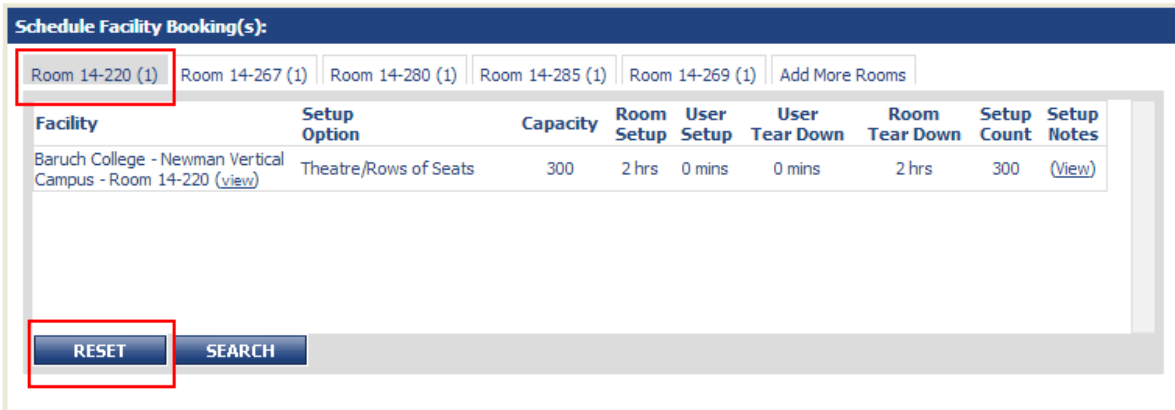 Schedule Facility Booking(s):
Room 14-220 (1) Room 14-267 (1) Room 14-280 (1) Room 14-285 (1) Room 14-269 (1) Add More Rooms
Facility Setup Option Capacity Room Setup User Setup User Tear Down Room Tear Down Setup Count Setup Notes
Baruch College - Newman Vertical
Campus - Room 14-220 (view) Theatre/Rows of Seats 300 2 hrs 0 mins 0 mins 2 hrs 300 (View)
RESET SEARCH